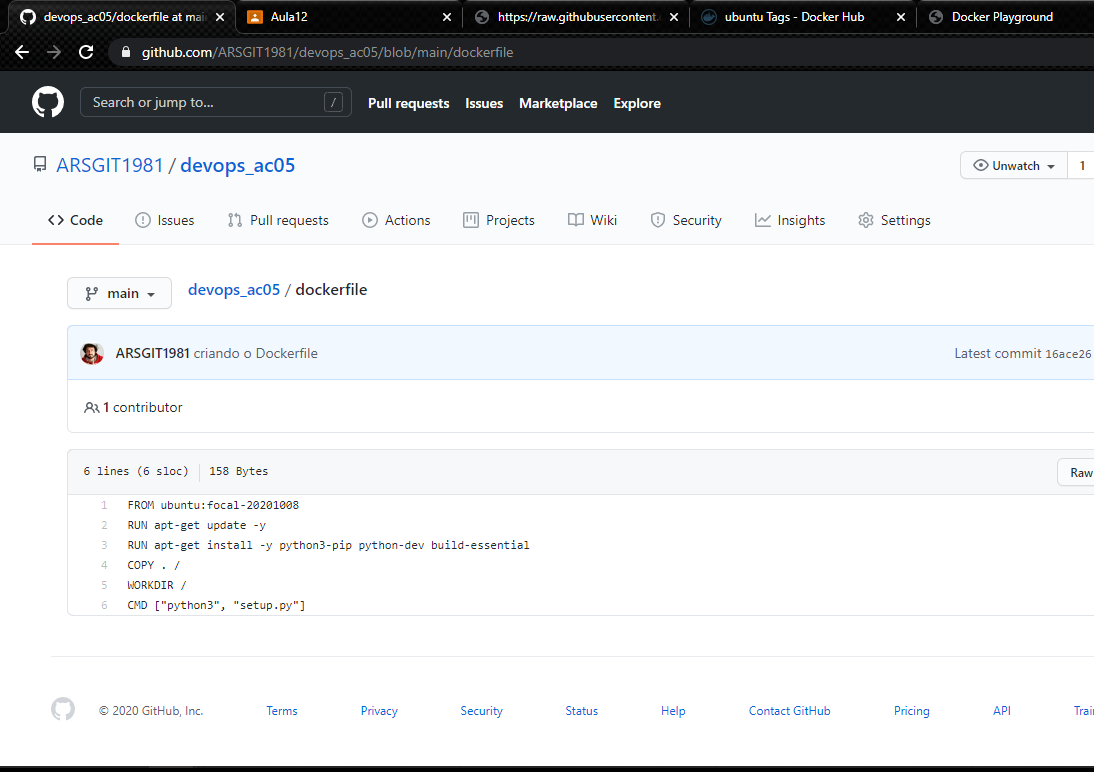 devops_ac05/dockerfile at mai
Aula12
https://raw.githubusercontent.
ubuntu Tags - Docker Hub
Docker Playground
github.com/ARSGIT1981/devops_ac05/blob/main/dockerfile
Search or jump to... /
Pull requests Issues Marketplace Explore
ARSGIT1981 / devops_ac05
Unwatch 1
Code Issues Pull requests Actions Projects Wiki Security Insights Settings
main devops_ac05 / dockerfile
ARSGIT1981 criando o Dockerfile Latest commit 16ace26
1 contributor
6 lines (6 sloc) 158 Bytes Raw
1 FROM ubuntu:focal-20201008
2 RUN apt-get update -y
3 RUN apt-get install -y python3-pip python-dev build-essential
4 COPY . /
5 WORKDIR /
6 CMD ["python3", "setup.py"]
© 2020 GitHub, Inc. Terms Privacy Security Status Help Contact GitHub Pricing API Trai